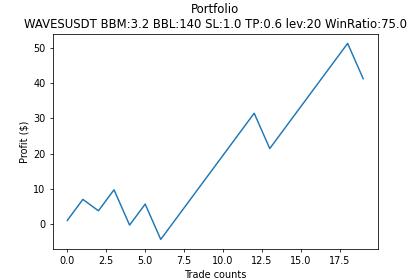 Portfolio
WAVESUSDT BBM:3.2 BBL:140 SL:1.0 TP:0.6 lev:20 WinRatio:75.0
50
40
30
20
10
0
Profit ($)
0.0 2.5 5.0 7.5 10.0 12.5 15.0 17.5
Trade counts